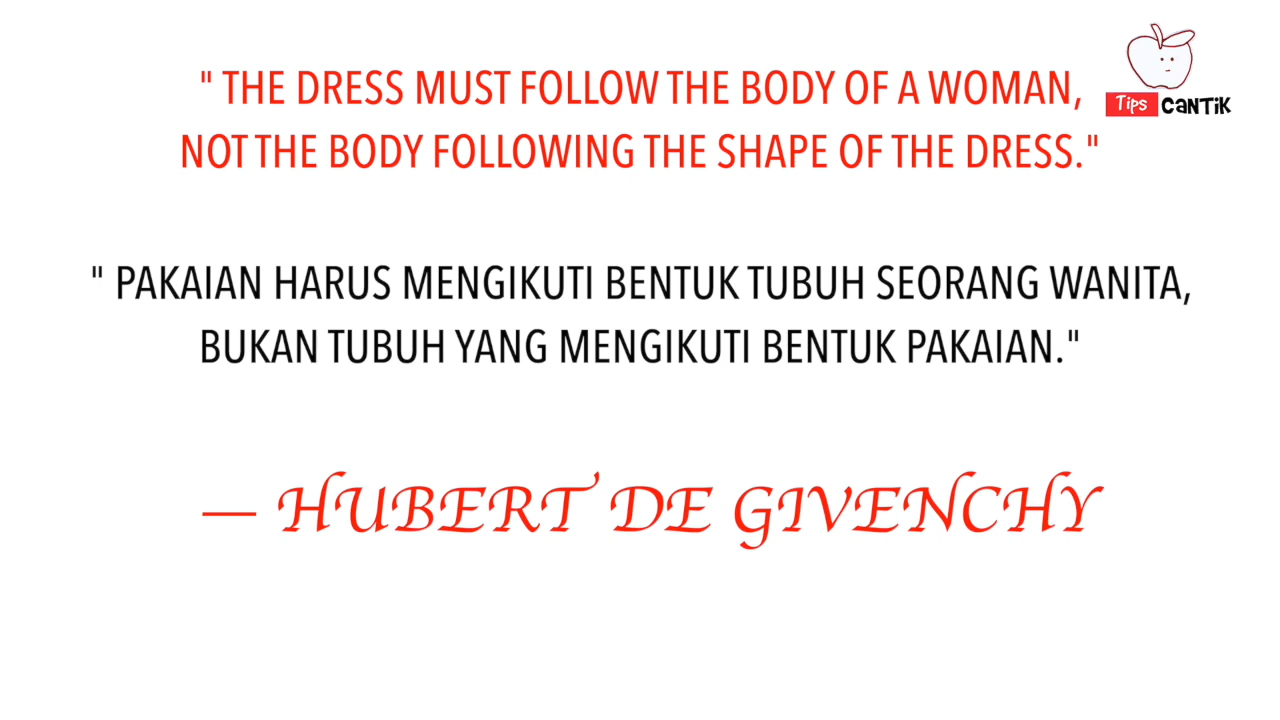 " THE DRESS MUST FOLLOW THE BODY OF A WOMAN,
NOT THE BODY FOLLOWING THE SHAPE OF THE DRESS."
Tips CANTIK
" PAKAIAN HARUS MENGIKUTI BENTUK TUBUH SEORANG WANITA,
BUKAN TUBUH YANG MENGIKUTI BENTUK PAKAIAN."
— HUBERT DE GIVENCHY